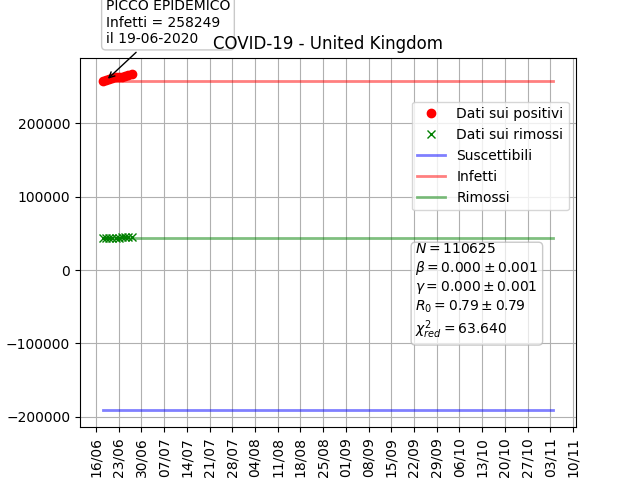 PICCO EPIDEMICO
Infetti = 258249
il 19-06-2020
COVID-19 - United Kingdom
200000
100000
0
−100000
−200000
Dati sui positivi
Dati sui rimossi
Suscettibili
Infetti
Rimossi
N = 110625
β = 0.000 ± 0.001
γ = 0.000 ± 0.001
R₀ = 0.79 ± 0.79
χ²red = 63.640
16/06
23/06
30/06
07/07
14/07
21/07
28/07
04/08
11/08
18/08
25/08
01/09
08/09
15/09
22/09
29/09
06/10
13/10
20/10
27/10
03/11
10/11